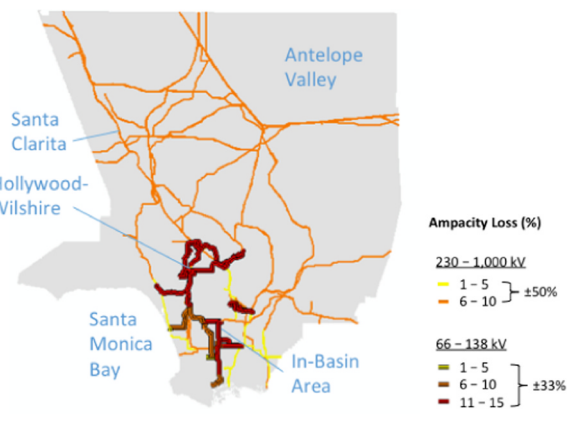 Antelope
Valley
Santa
Clarita
ollywood-
Wilshire
Santa
Monica
Bay
In-Basin
Area
Ampacity Loss (%)
230 – 1,000 kV
1 – 5
6 – 10
±50%
66 – 138 kV
1 – 5
6 – 10
11 – 15
±33%